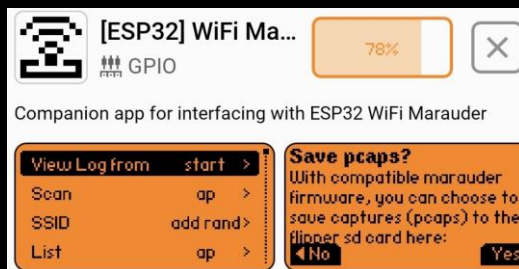 [ESP32] WiFi Ma...
GPIO
78%
Companion app for interfacing with ESP32 WiFi Marauder
View Log from start >
Scan ap >
SSID add rand>
List ap >
Save pcaps?
With compatible marauder
firmware, you can choose to
save captures (pcaps) to the
flipper sd card here:
No Yes